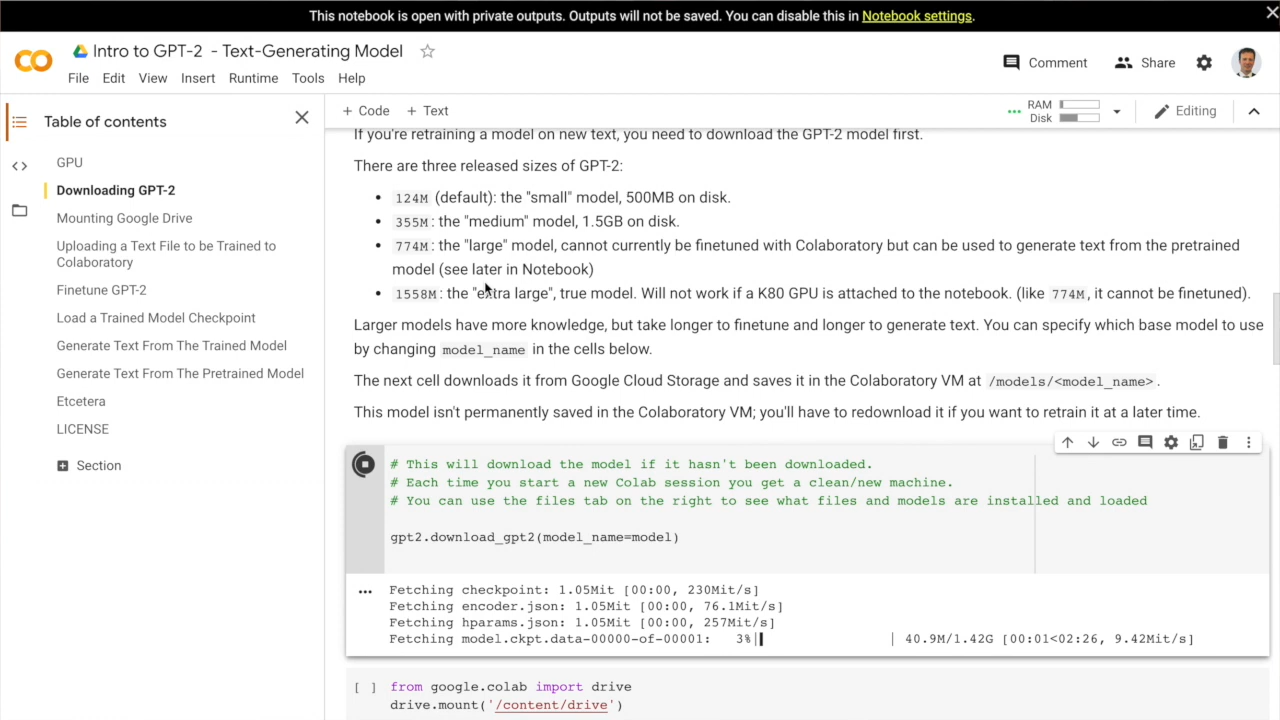 This notebook is open with private outputs. Outputs will not be saved. You can disable this in Notebook settings.
Intro to GPT-2 - Text-Generating Model
File Edit View Insert Runtime Tools Help
Comment
Share
Table of contents
GPU
Downloading GPT-2
Mounting Google Drive
Uploading a Text File to be Trained to
Colaboratory
Finetune GPT-2
Load a Trained Model Checkpoint
Generate Text From The Trained Model
Generate Text From The Pretrained Model
Etcetera
LICENSE
Section
+ Code + Text
RAM
Disk
Editing
If you're retraining a model on new text, you need to download the GPT-2 model first.
There are three released sizes of GPT-2:
• 124M (default): the "small" model, 500MB on disk.
• 355M: the "medium" model, 1.5GB on disk.
• 774M: the "large" model, cannot currently be finetuned with Colaboratory but can be used to generate text from the pretrained
model (see later in Notebook)
• 1558M: the "extra large", true model. Will not work if a K80 GPU is attached to the notebook. (like 774M, it cannot be finetuned).
Larger models have more knowledge, but take longer to finetune and longer to generate text. You can specify which base model to use
by changing model_name in the cells below.
The next cell downloads it from Google Cloud Storage and saves it in the Colaboratory VM at /models/<model_name>.
This model isn't permanently saved in the Colaboratory VM; you'll have to redownload it if you want to retrain it at a later time.
# This will download the model if it hasn't been downloaded.
# Each time you start a new Colab session you get a clean/new machine.
# You can use the files tab on the right to see what files and models are installed and loaded
gpt2.download_gpt2(model_name=model)
Fetching checkpoint: 1.05Mit [00:00, 230Mit/s]
Fetching encoder.json: 1.05Mit [00:00, 76.1Mit/s]
Fetching hparams.json: 1.05Mit [00:00, 257Mit/s]
Fetching model.ckpt.data-00000-of-00001: 3%| | 40.9M/1.42G [00:01<02:26, 9.42Mit/s]
[ ] from google.colab import drive
drive.mount('/content/drive')